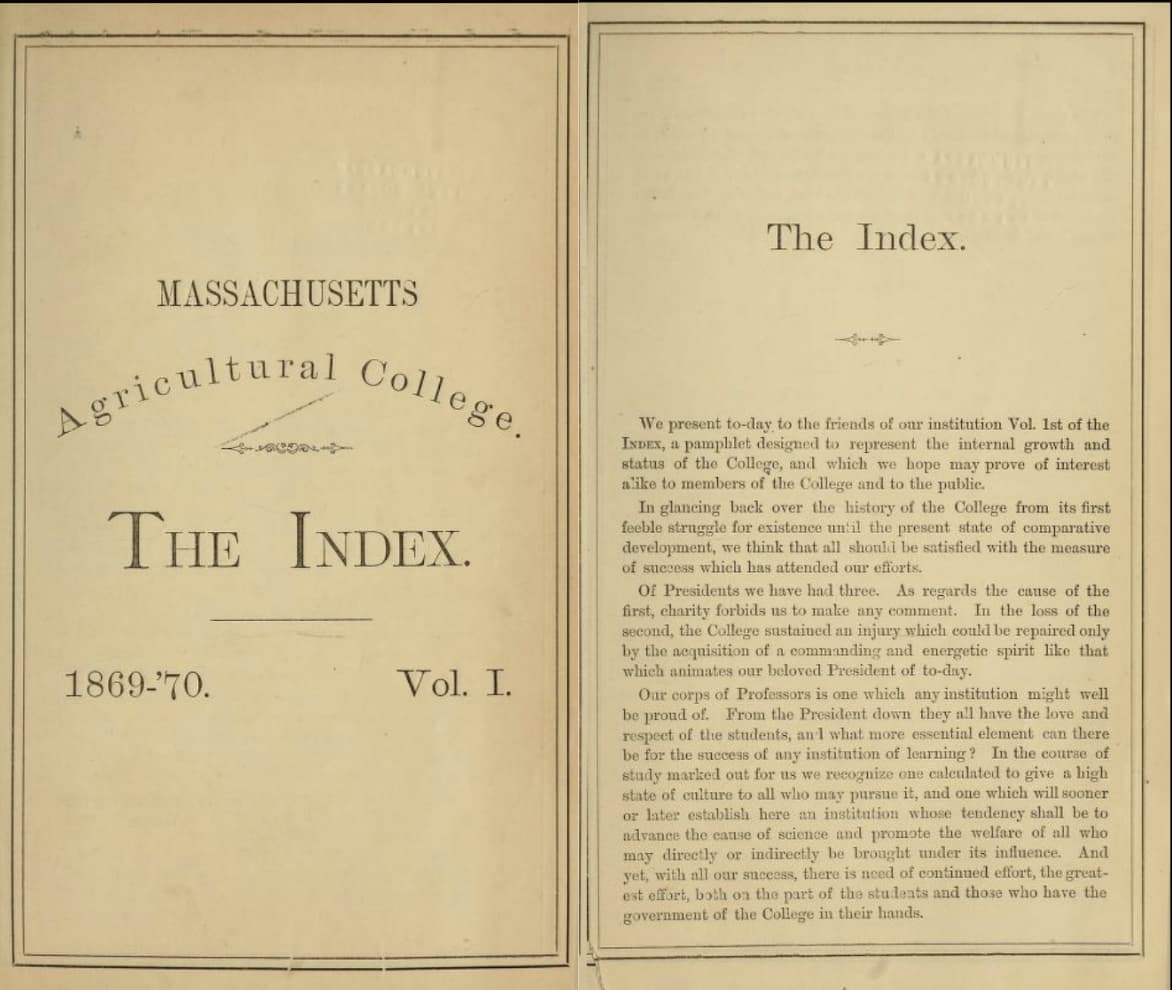 MASSACHUSETTS
Agricultural College.
THE INDEX.
1869-'70. Vol. I.
The Index.
We present to-day to the friends of our institution Vol. 1st of the
INDEX, a pamphlet designed to represent the internal growth and
status of the College, and which we hope may prove of interest
alike to members of the College and to the public.
In glancing back over the history of the College from its first
feeble struggle for existence until the present state of comparative
development, we think that all should be satisfied with the measure
of success which has attended our efforts.
Of Presidents we have had three. As regards the cause of the
first, charity forbids us to make any comment. In the loss of the
second, the College sustained an injury which could be repaired only
by the acquisition of a commanding and energetic spirit like that
which animates our beloved President of to-day.
Our corps of Professors is one which any institution might well
be proud of. From the President down they all have the love and
respect of the students, and what more essential element can there
be for the success of any institution of learning? In the course of
study marked out for us we recognize one calculated to give a high
state of culture to all who may pursue it, and one which will sooner
or later establish here an institution whose tendency shall be to
advance the cause of science and promote the welfare of all who
may directly or indirectly be brought under its influence. And
yet, with all our success, there is need of continued effort, the great-
est effort, both on the part of the students and those who have the
government of the College in their hands.